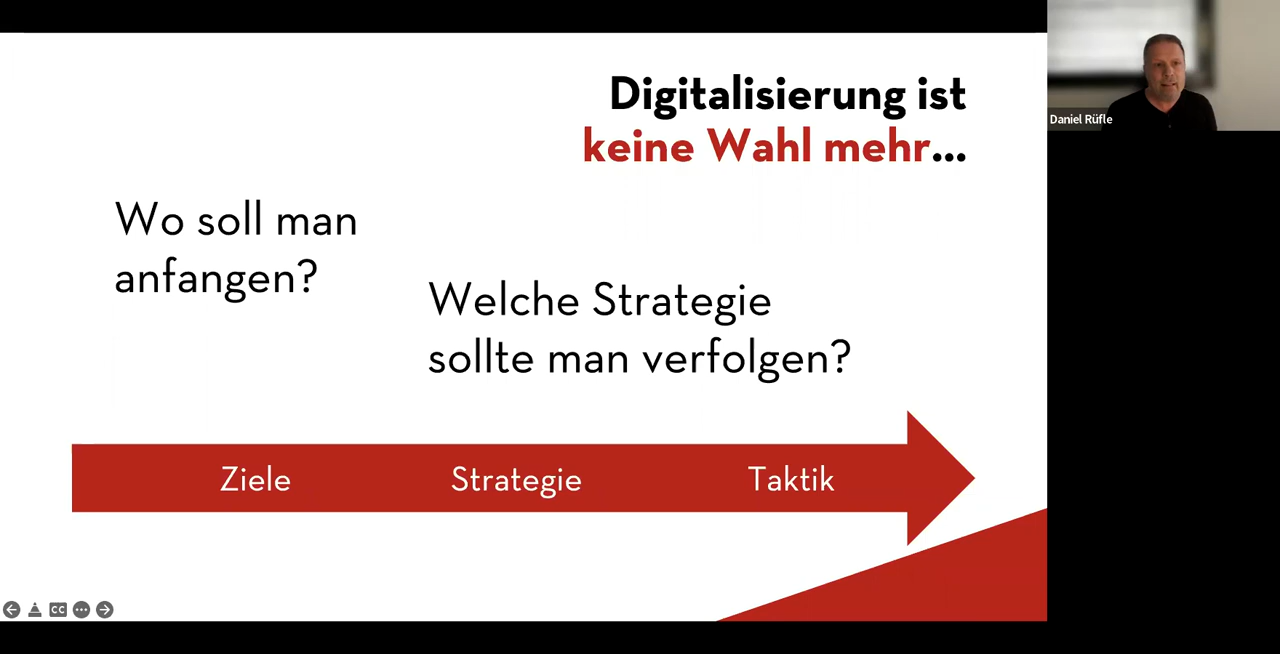 Digitalisierung ist
keine Wahl mehr...
Wo soll man
anfangen?
Welche Strategie
sollte man verfolgen?
Ziele
Strategie
Taktik
CC
Daniel Rüfle